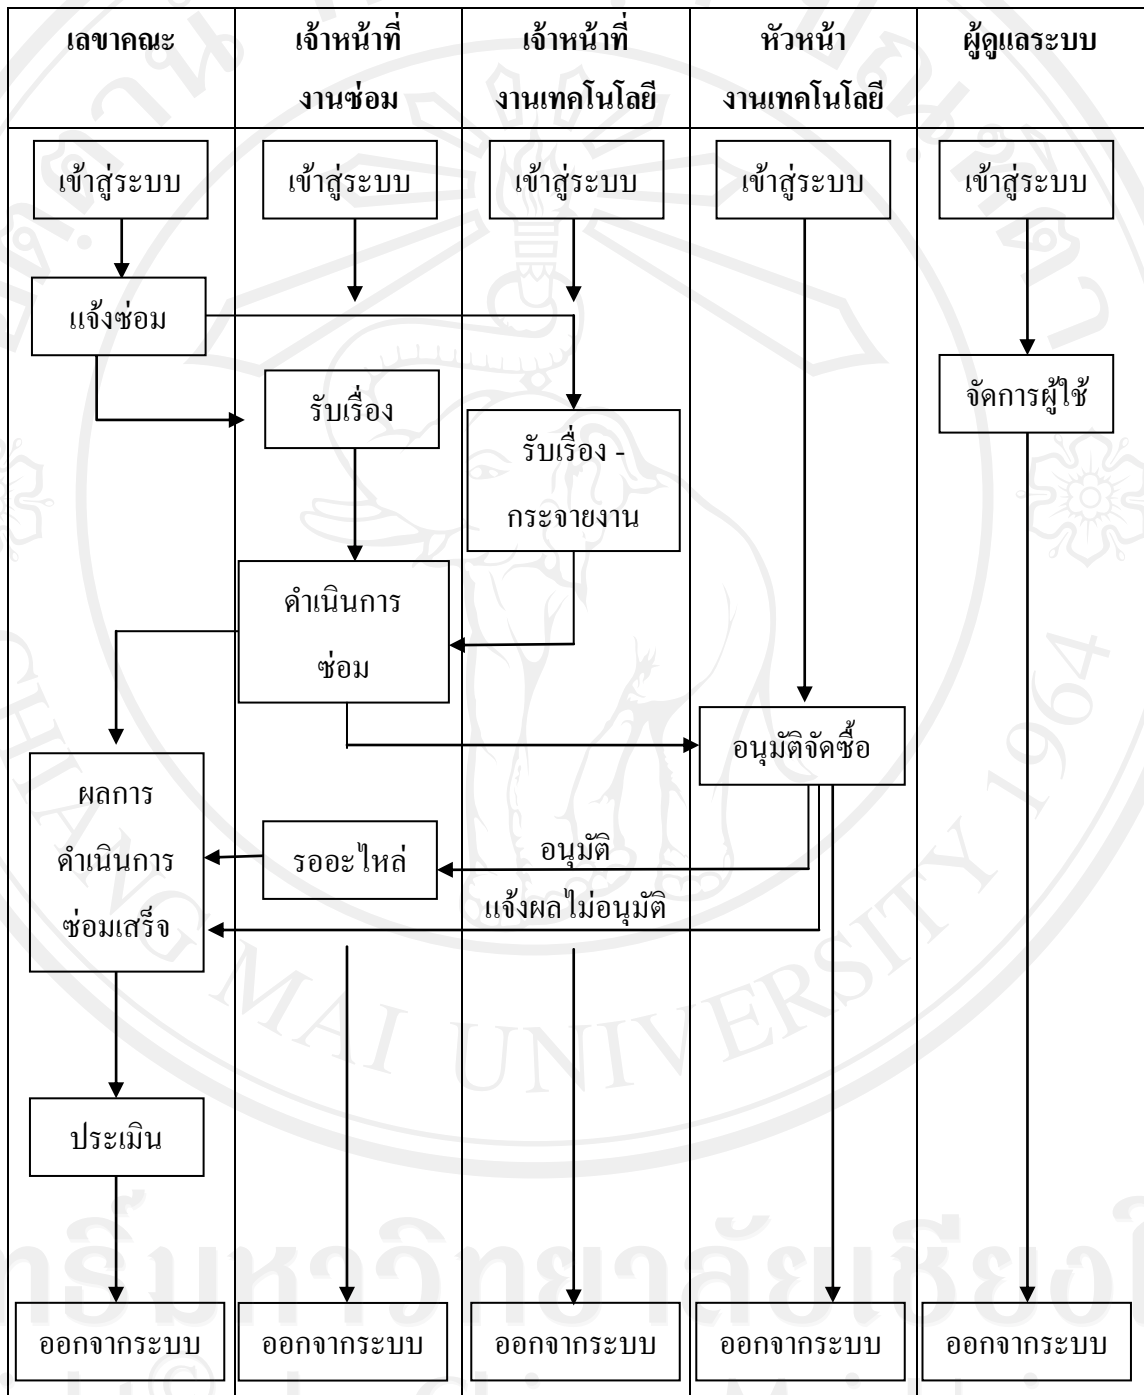 เลขาคณะ
เจ้าหน้าที่
งานซ่อม
เจ้าหน้าที่
งานเทคโนโลยี
หัวหน้า
งานเทคโนโลยี
ผู้ดูแลระบบ
เข้าสู่ระบบ
เข้าสู่ระบบ
เข้าสู่ระบบ
เข้าสู่ระบบ
เข้าสู่ระบบ
แจ้งซ่อม
รับเรื่อง
รับเรื่อง -
กระจายงาน
จัดการผู้ใช้
ดำเนินการ
ซ่อม
อนุมัติจัดซื้อ
ผลการ
ดำเนินการ
ซ่อมเสร็จ
รออะไหล่
อนุมัติ
แจ้งผลไม่อนุมัติ
ประเมิน
ออกจากระบบ
ออกจากระบบ
ออกจากระบบ
ออกจากระบบ
ออกจากระบบ
CHIANG MAI UNIVERSITY 1964